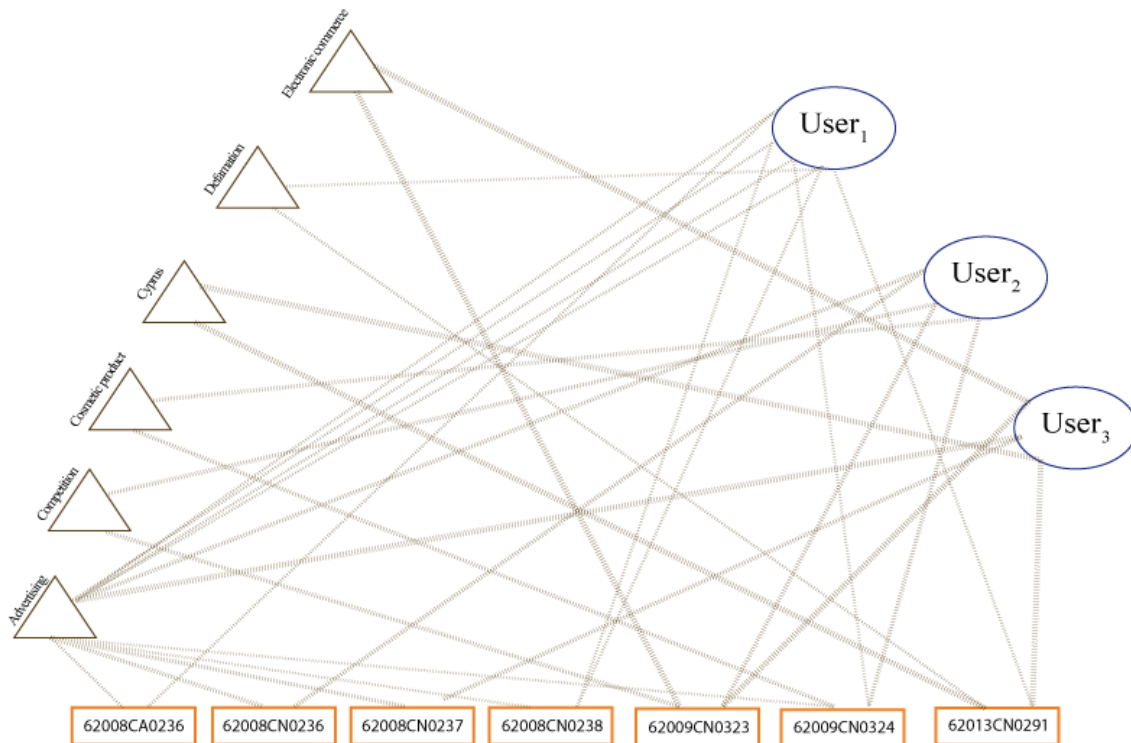 Electronic commerce
User1
Defamation
User2
Cyprus
Cosmetic product
User3
Competition
Advertising
62008CA0236
62008CN0236
62008CN0237
62008CN0238
62009CN0323
62009CN0324
62013CN0291